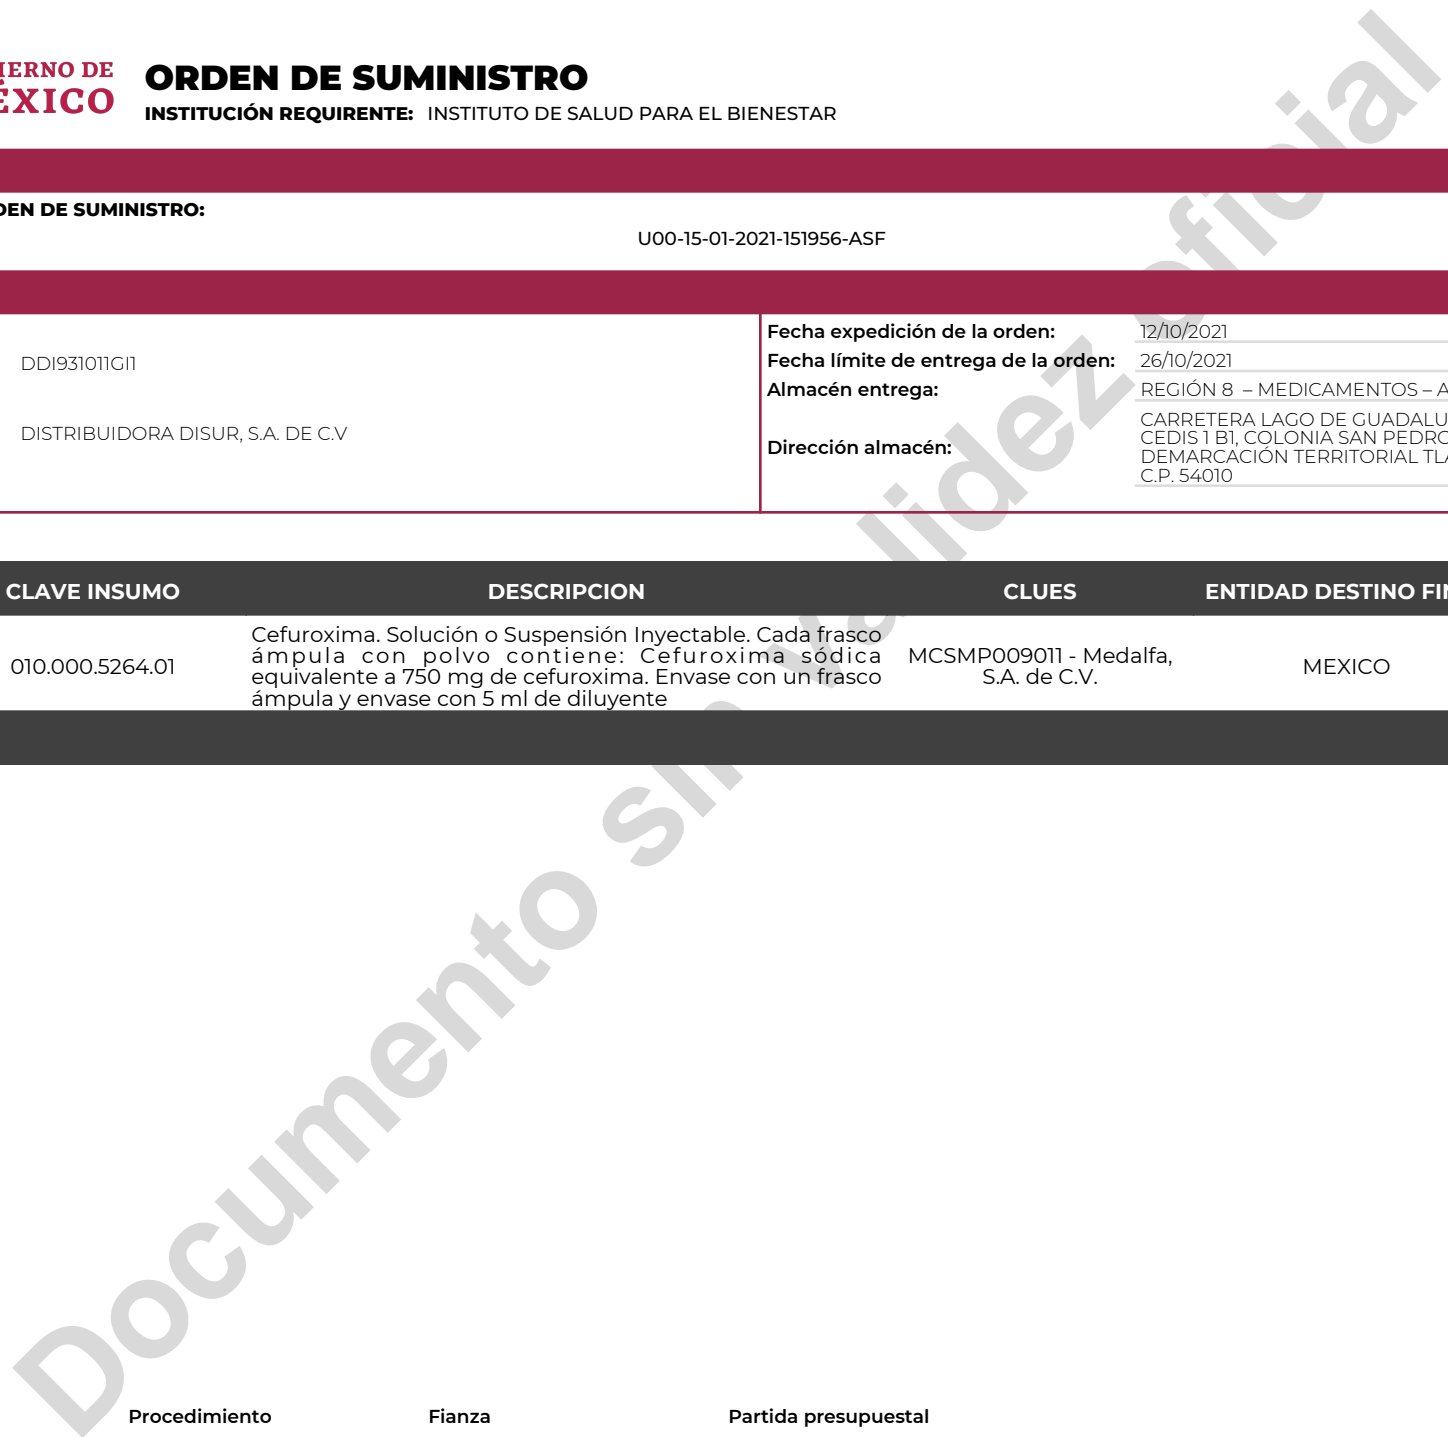 IERNO DE
ÉXICO
ORDEN DE SUMINISTRO
INSTITUCIÓN REQUIRENTE: INSTITUTO DE SALUD PARA EL BIENESTAR
DEN DE SUMINISTRO:
U00-15-01-2021-151956-ASF
DDI931011GI1
DISTRIBUIDORA DISUR, S.A. DE C.V
Fecha expedición de la orden: 12/10/2021
Fecha límite de entrega de la orden: 26/10/2021
Almacén entrega: REGIÓN 8 – MEDICAMENTOS – A
Dirección almacén:
CARRETERA LAGO DE GUADALU
CEDIS 1 B1, COLONIA SAN PEDRO
DEMARCACIÓN TERRITORIAL TLA
C.P. 54010
CLAVE INSUMO DESCRIPCION CLUES ENTIDAD DESTINO FIN
010.000.5264.01
Cefuroxima. Solución o Suspensión Inyectable. Cada frasco
ámpula con polvo contiene: Cefuroxima sódica
equivalente a 750 mg de cefuroxima. Envase con un frasco
ámpula y envase con 5 ml de diluyente
MCSMP009011 - Medalfa,
S.A. de C.V.
MEXICO
Documento sin validez oficial
Procedimiento Fianza Partida presupuestal